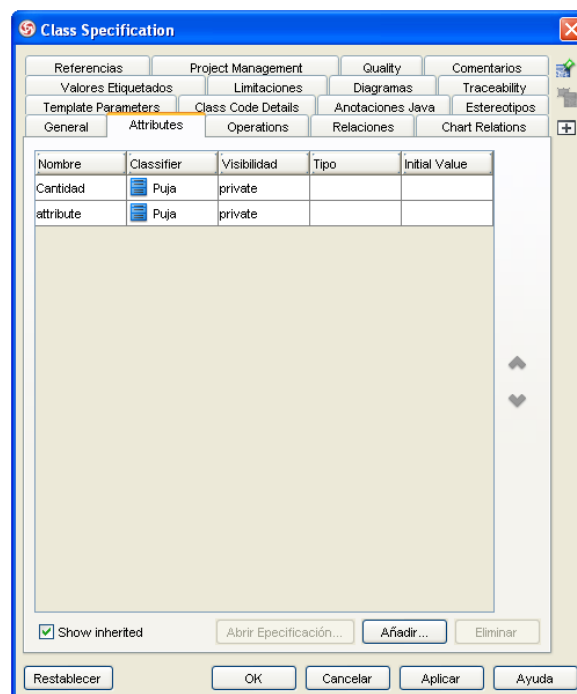 Class Specification
Referencias Project Management Quality Comentarios
Valores Etiquetados Limitaciones Diagramas Traceability
Template Parameters Class Code Details Anotaciones Java Estereotipos
General Attributes Operations Relaciones Chart Relations
Nombre Classifier Visibilidad Tipo Initial Value
Cantidad Puja private
attribute Puja private
Show inherited Abrir Epecificación... Añadir... Eliminar
Restablecer OK Cancelar Aplicar Ayuda